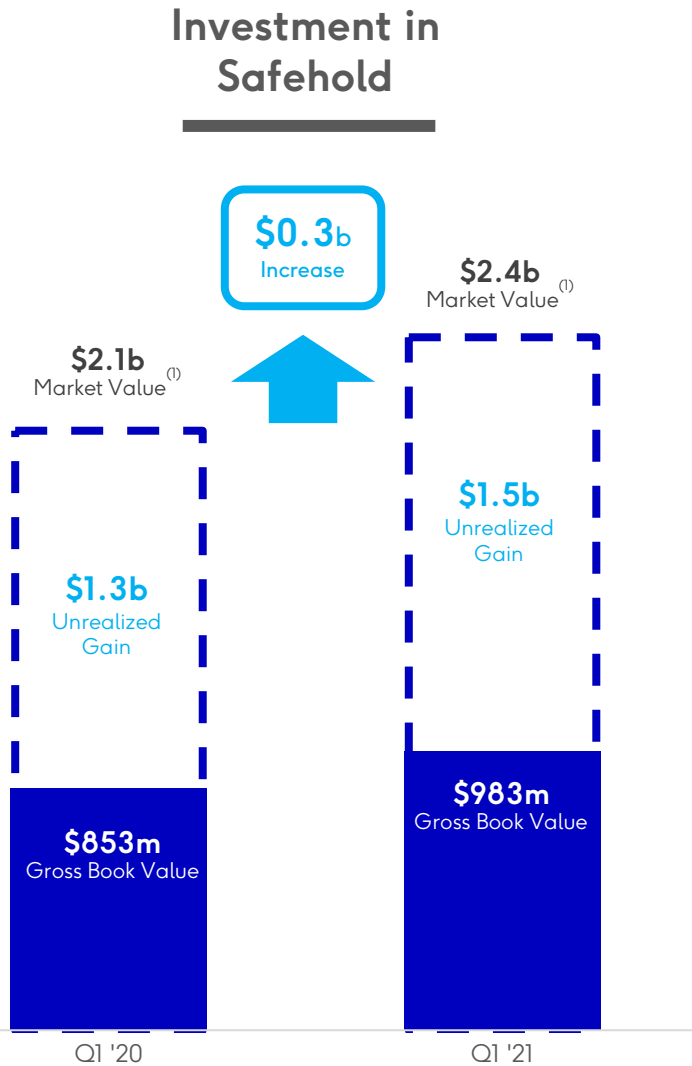 Investment in
Safehold
$0.3b
Increase
$2.4b
Market Value(1)
$2.1b
Market Value(1)
$1.5b
Unrealized
Gain
$1.3b
Unrealized
Gain
$983m
Gross Book Value
$853m
Gross Book Value
Q1 '20
Q1 '21